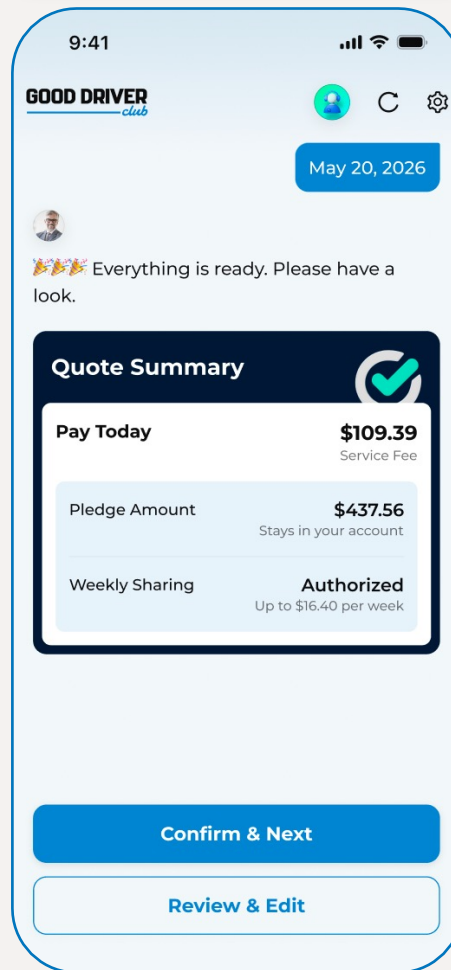 9:41
GOOD DRIVER
club
May 20, 2026
🎉🎉🎉 Everything is ready. Please have a
look.
Quote Summary
Pay Today
$109.39
Service Fee
Pledge Amount
$437.56
Stays in your account
Weekly Sharing
Authorized
Up to $16.40 per week
Confirm & Next
Review & Edit